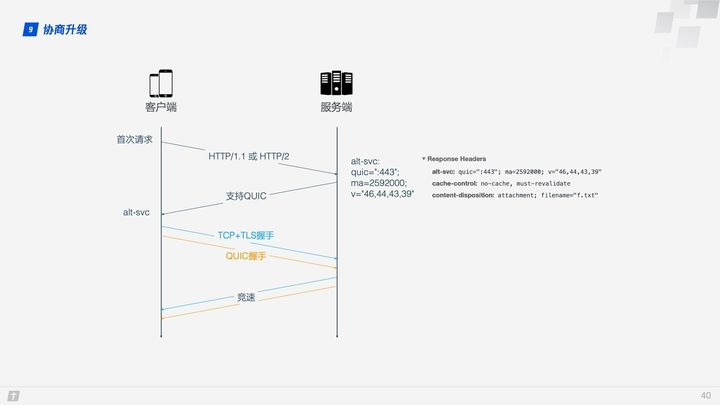 9 协商升级
客户端
服务端
首次请求
HTTP/1.1 或 HTTP/2
alt-svc:
quic=":443";
ma=2592000;
v="46,44,43,39"
Response Headers
alt-svc: quic=":443"; ma=2592000; v="46,44,43,39"
cache-control: no-cache, must-revalidate
content-disposition: attachment; filename="f.txt"
支持QUIC
alt-svc
TCP+TLS握手
QUIC握手
竞速
T
40